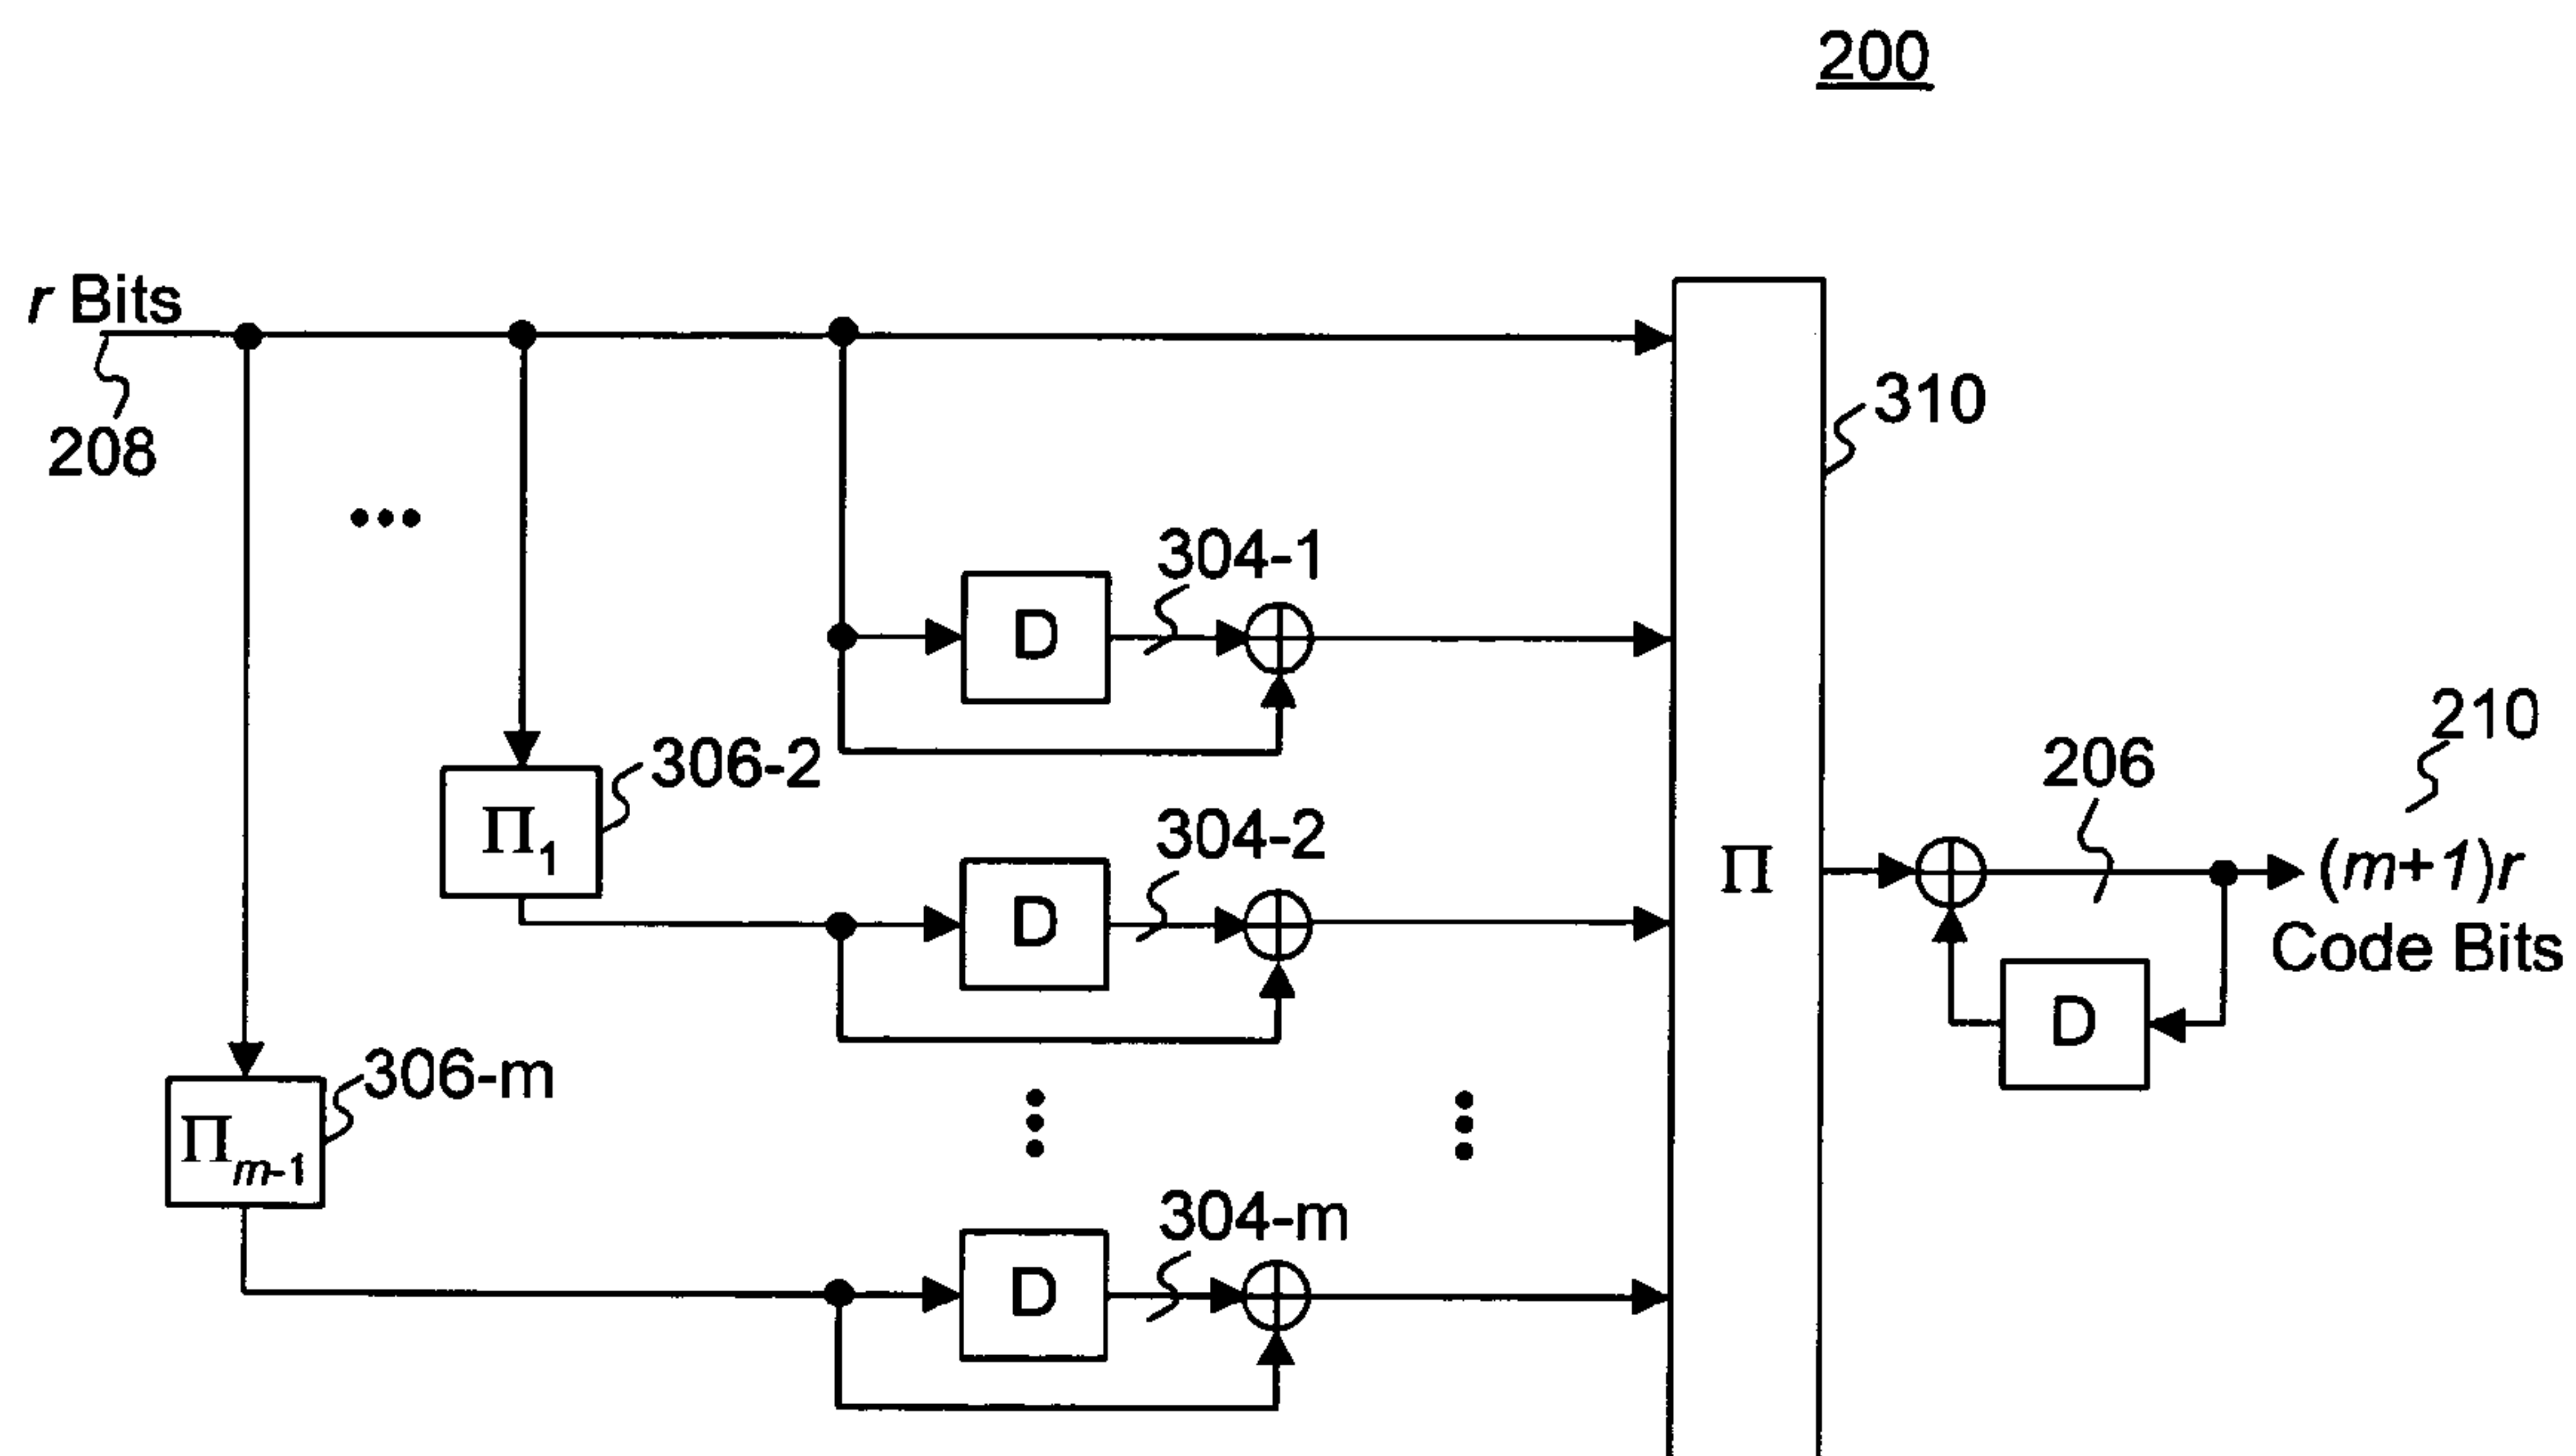 200
r Bits
208
310
304-1
D
306-2
Π1
304-2
D
Π
206
210
(m+1)r
Code Bits
D
306-m
Πm-1
304-m
D